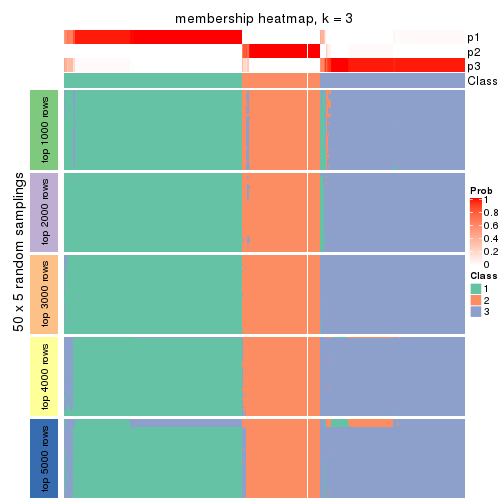 membership heatmap, k = 3
p1
p2
p3
Class
50 x 5 random samplings
top 1000 rows
top 2000 rows
top 3000 rows
top 4000 rows
top 5000 rows
Prob
1
0.8
0.6
0.4
0.2
0
Class
1
2
3